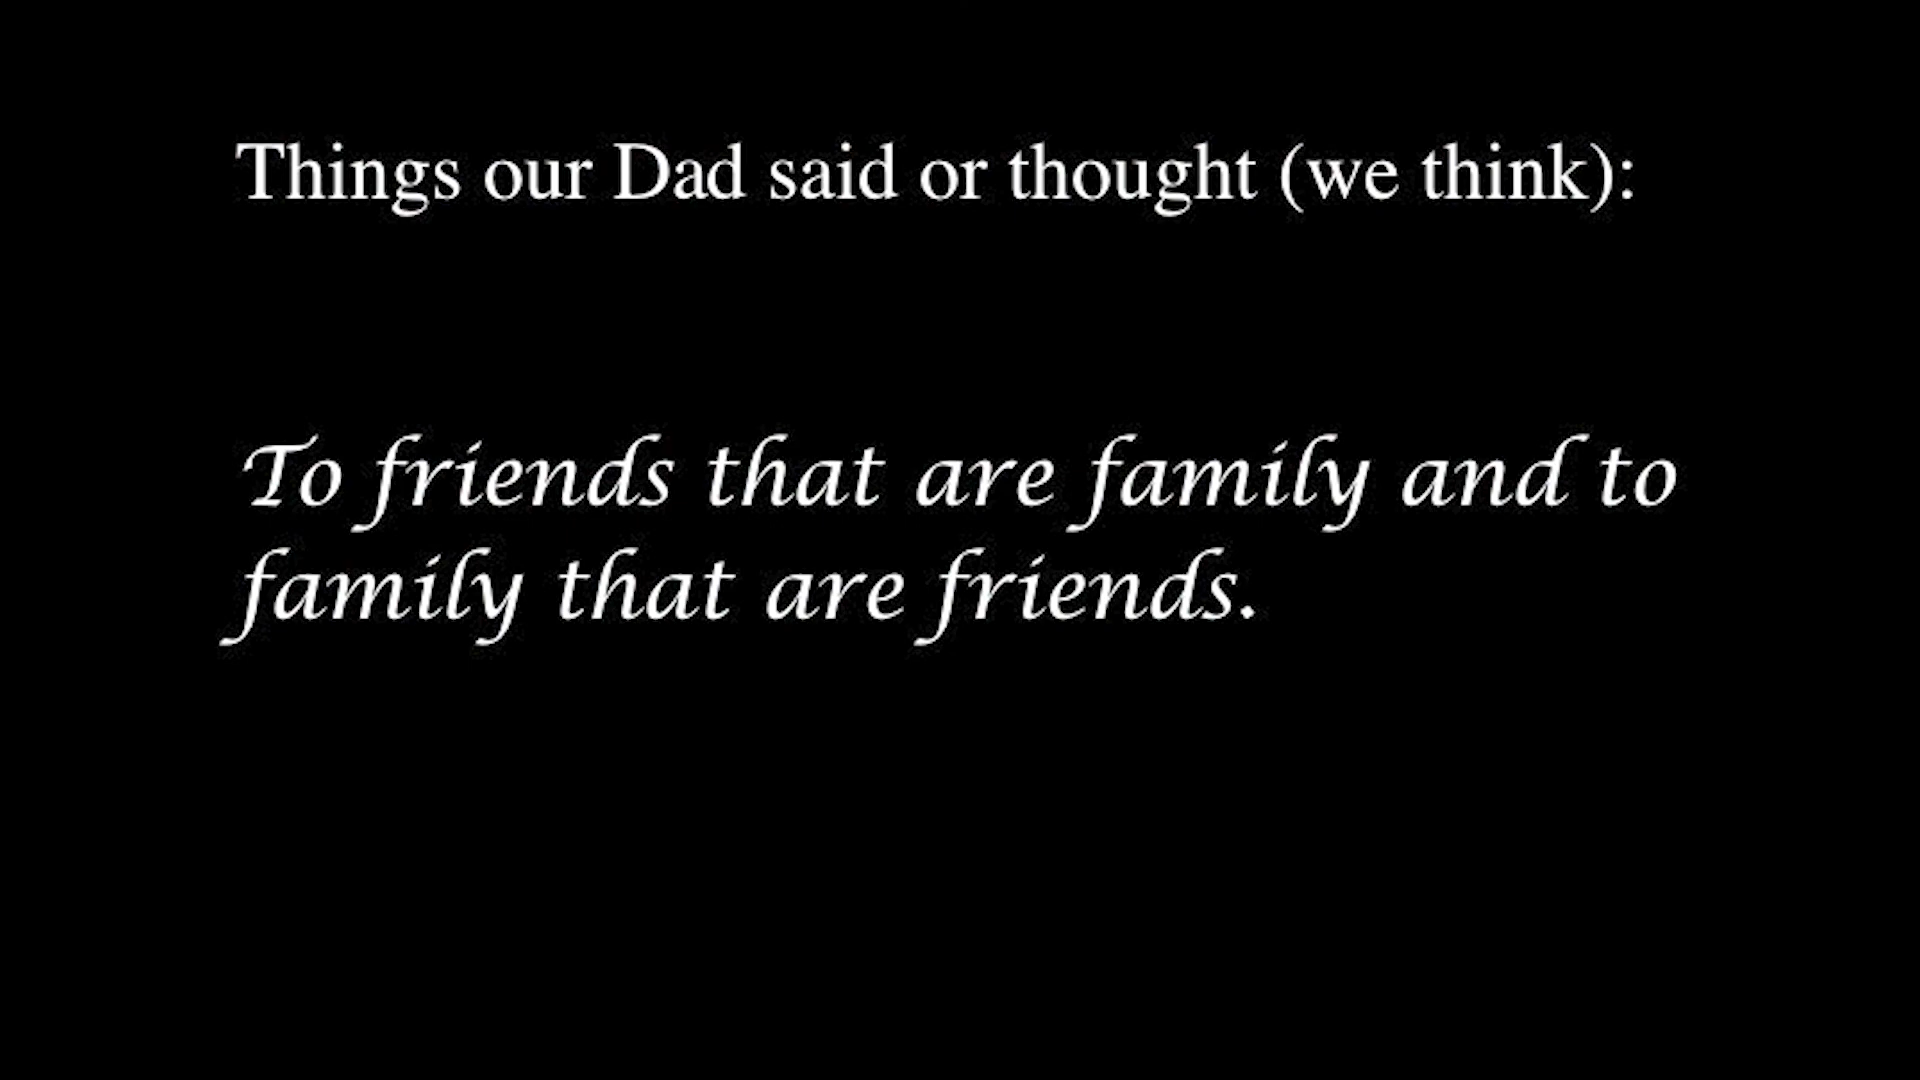 Things our Dad said or thought (we think):
To friends that are family and to
family that are friends.